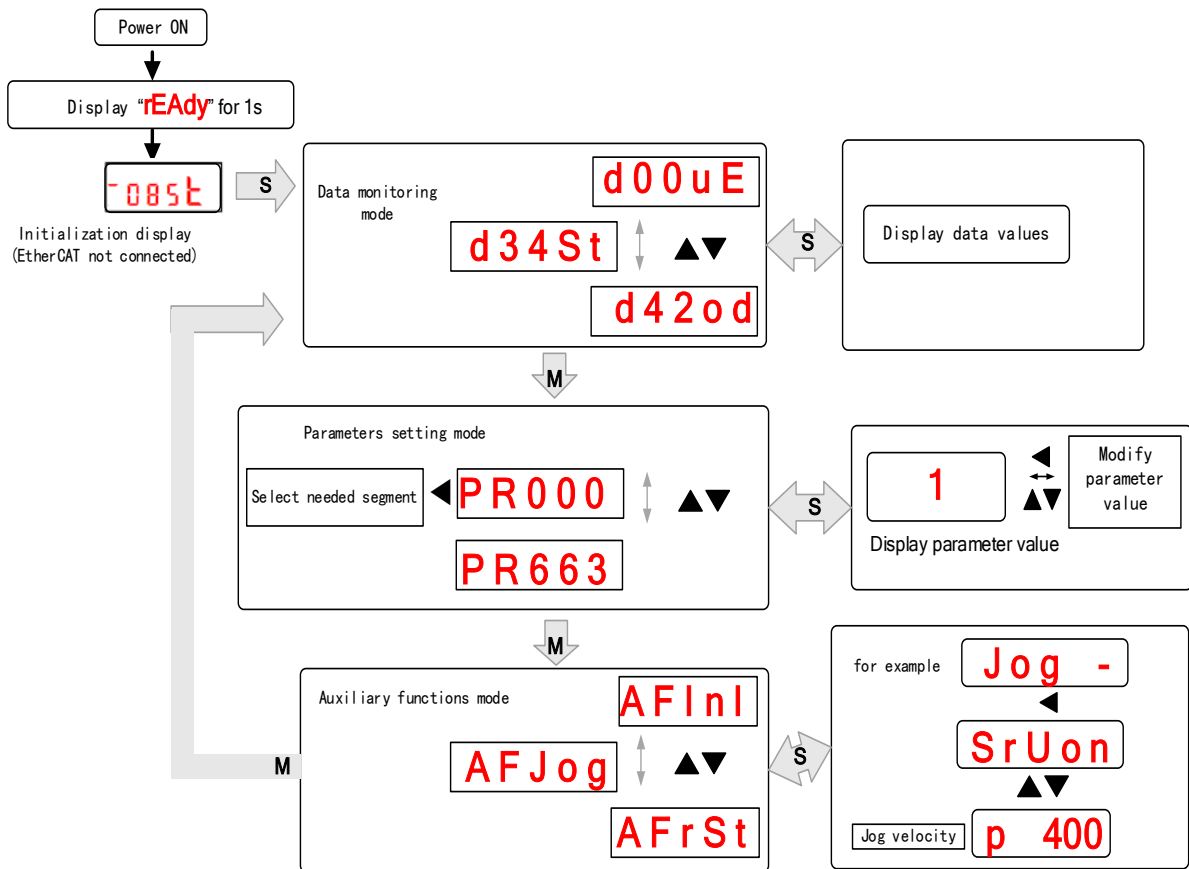 Power ON
Display “rEAdy” for 1s
-085t
S
Initialization display
(EtherCAT not connected)
Data monitoring
mode
d00uE
d34St
▲▼
d42od
S
Display data values
M
Parameters setting mode
Select needed segment
◀
PR000
▲▼
PR663
S
1
◀
↔
▲▼
Modify
parameter
value
Display parameter value
M
Auxiliary functions mode
AFInI
AFJog
▲▼
AFrSt
M
S
for example
Jog -
◀
SrUon
▲▼
Jog velocity
p 400